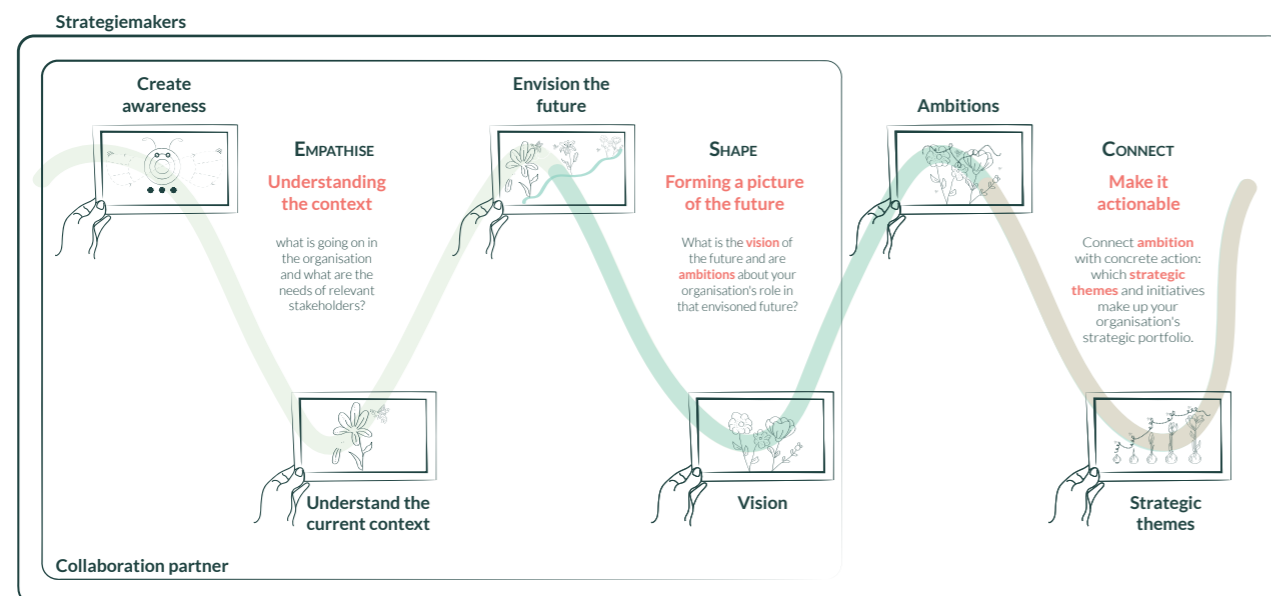 Strategiemakers
Create
awareness
EMPATHISE
Understanding
the context
what is going on in
the organisation
and what are the
needs of relevant
stakeholders?
Understand the
current context
Envision the
future
SHAPE
Forming a picture
of the future
What is the vision of
the future and are
ambitions about your
organisation's role in
that envisoned future?
Vision
Ambitions
CONNECT
Make it
actionable
Connect ambition
with concrete action:
which strategic
themes and initiatives
make up your
organisation's
strategic portfolio.
Strategic
themes
Collaboration partner